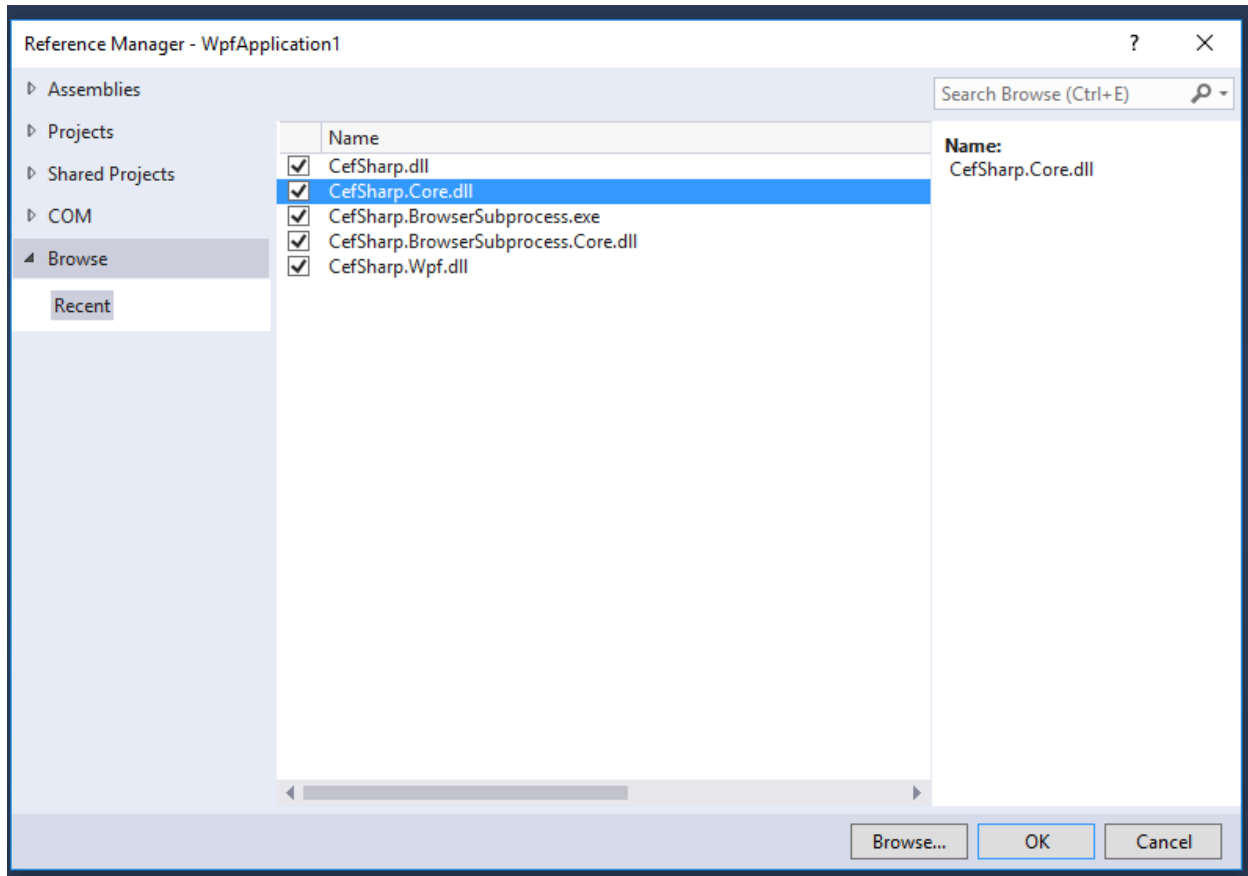 Reference Manager - WpfApplication1 ?
Assemblies
Search Browse (Ctrl+E)
Projects
Shared Projects
COM
Browse
Recent
Name
CefSharp.dll
CefSharp.Core.dll
CefSharp.BrowserSubprocess.exe
CefSharp.BrowserSubprocess.Core.dll
CefSharp.Wpf.dll
Name:
CefSharp.Core.dll
Browse... OK Cancel